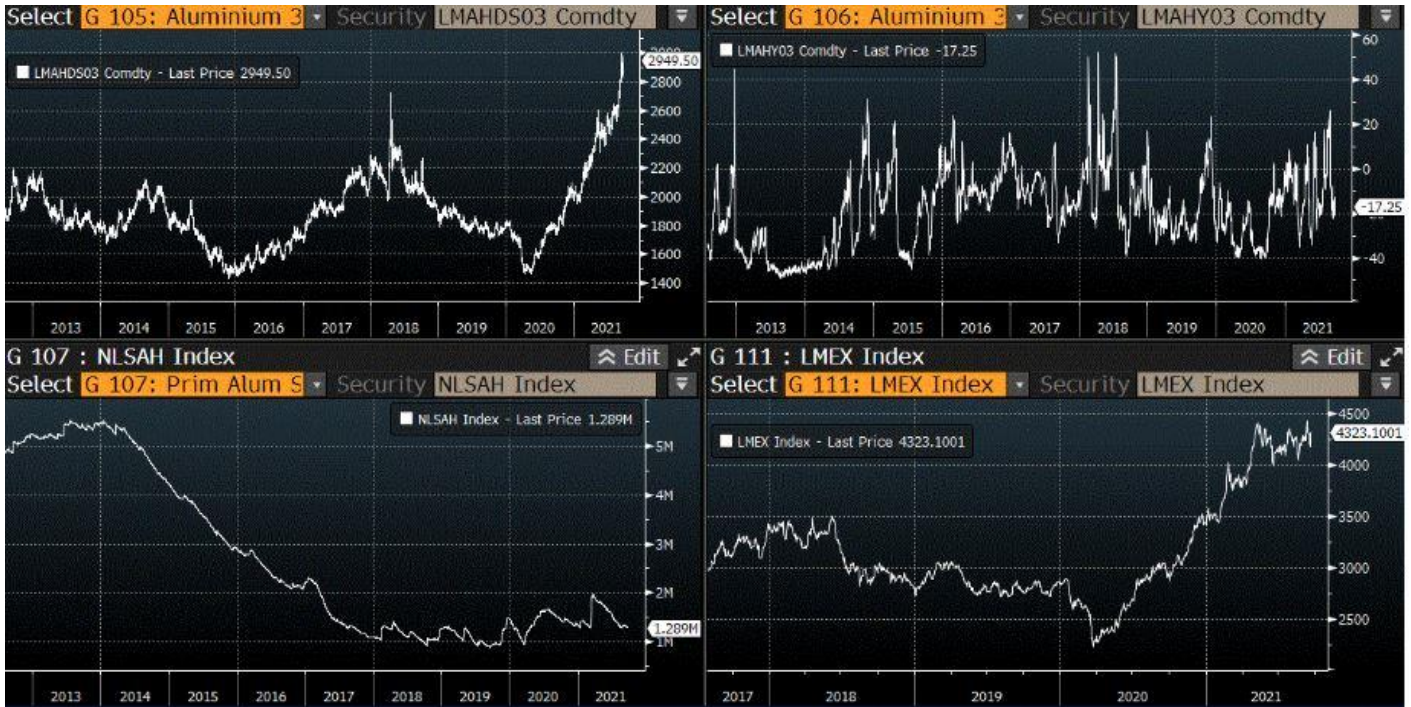 Select G 105: Aluminum 3 Security LMAHDS03 Comdty
LMAHDS03 Comdty - Last Price 2949.50
3000
2949.50
2800
2600
2400
2200
2000
1800
1600
1400
2013 2014 2015 2016 2017 2018 2019 2020 2021
Select G 106: Aluminium 3 Security LMAHY03 Comdty
LMAHY03 Comdty - Last Price -17.25
60
40
20
0
-17.25
-40
2013 2014 2015 2016 2017 2018 2019 2020 2021
G 107 : NLSAH Index Edit
Select G 107: Prim Alum S Security NLSAH Index
NLSAH Index - Last Price 1.289M
5M
4M
3M
2M
1.289M
1M
2013 2014 2015 2016 2017 2018 2019 2020 2021
G 111 : LMEX Index Edit
Select G 111: LMEX Index Security LMEX Index
LMEX Index - Last Price 4323.1001
4500
4323.1001
4000
3500
3000
2500
2017 2018 2019 2020 2021